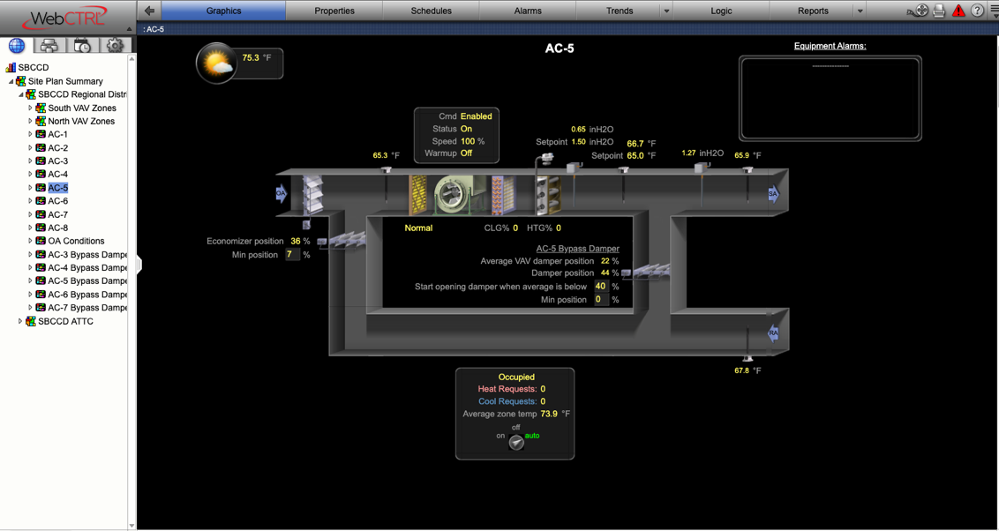 WebCTRL
Graphics
Properties
Schedules
Alarms
Trends
Logic
Reports
: AC-5
SBCCD
Site Plan Summary
SBCCD Regional Distri
South VAV Zones
North VAV Zones
AC-1
AC-2
AC-3
AC-4
AC-5
AC-6
AC-7
AC-8
OA Conditions
AC-3 Bypass Dampe
AC-4 Bypass Dampe
AC-5 Bypass Dampe
AC-6 Bypass Dampe
AC-7 Bypass Dampe
SBCCD ATTC
75.3 °F
AC-5
Equipment Alarms:
---------------
Cmd Enabled
Status On
Speed 100 %
Warmup Off
65.3 °F
0.65 inH2O
Setpoint 1.50 inH2O
66.7 °F
Setpoint 65.0 °F
1.27 inH2O
65.9 °F
OA
SA
Normal
CLG% 0
HTG% 0
Economizer position 36 %
Min position 7 %
AC-5 Bypass Damper
Average VAV damper position 22 %
Damper position 44 %
Start opening damper when average is below 40 %
Min position 0 %
RA
67.8 °F
Occupied
Heat Requests: 0
Cool Requests: 0
Average zone temp 73.9 °F
off
on
auto